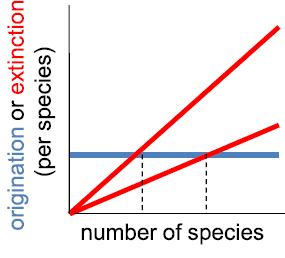 origination or extinction
(per species)
number of species